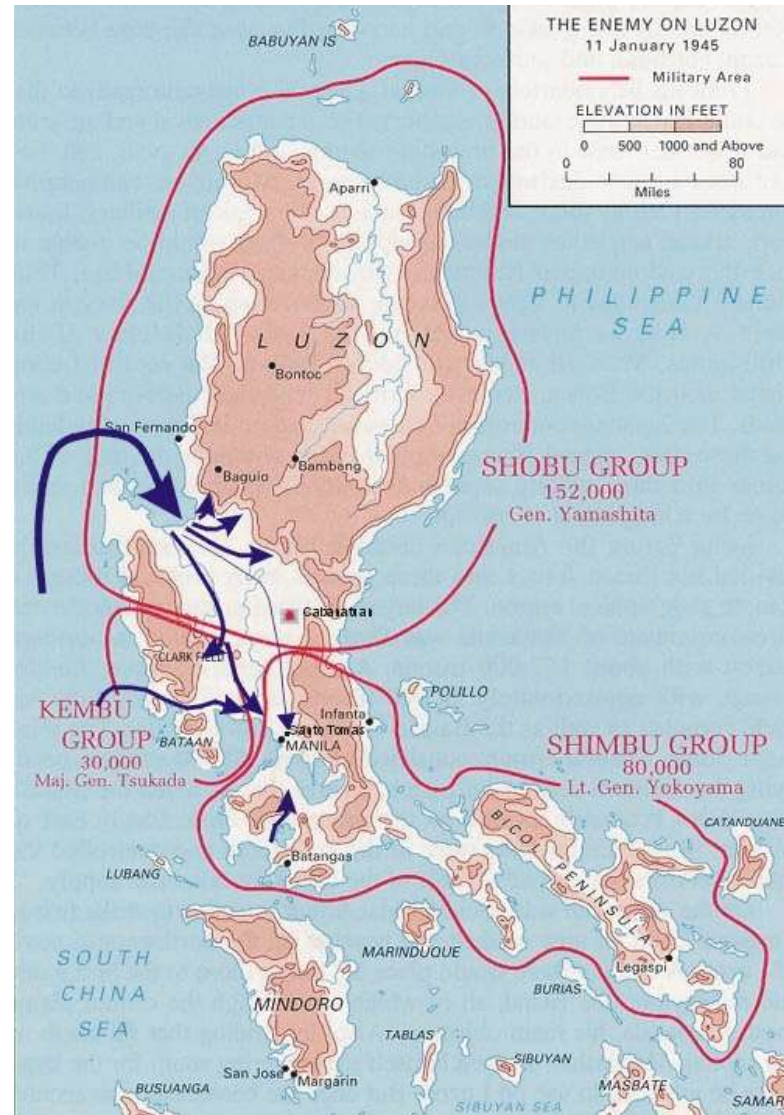 THE ENEMY ON LUZON
11 January 1945
Military Area
ELEVATION IN FEET
0 500 1000 and Above
0 80
Miles
BABUYAN IS
Aparri
PHILIPPINE
SEA
LUZON
Bontoc
San Fernando
Baguio
Bambang
SHOBU GROUP
152,000
Gen. Yamashita
Cabanatuan
CLARK FIELD
POLILLO
KEMBU
GROUP
30,000
Maj. Gen. Tsukada
BATAAN
Infanta
Santo Tomas
MANILA
SHIMBU GROUP
80,000
Lt. Gen. Yokoyama
CATANDUANE
BICOL PENINSULA
Batangas
LUBANG
MARINDUQUE
Legaspi
SOUTH
CHINA
SEA
BURIAS
MINDORO
TABLAS
SIBUYAN
San Jose
Margarin
MASBATE
BUSUANGA
SIBUYAN SEA
SAMAR